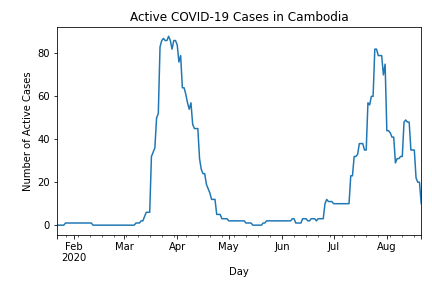 Active COVID-19 Cases in Cambodia
80
60
40
20
0
Number of Active Cases
Feb Mar Apr May Jun Jul Aug
2020
Day